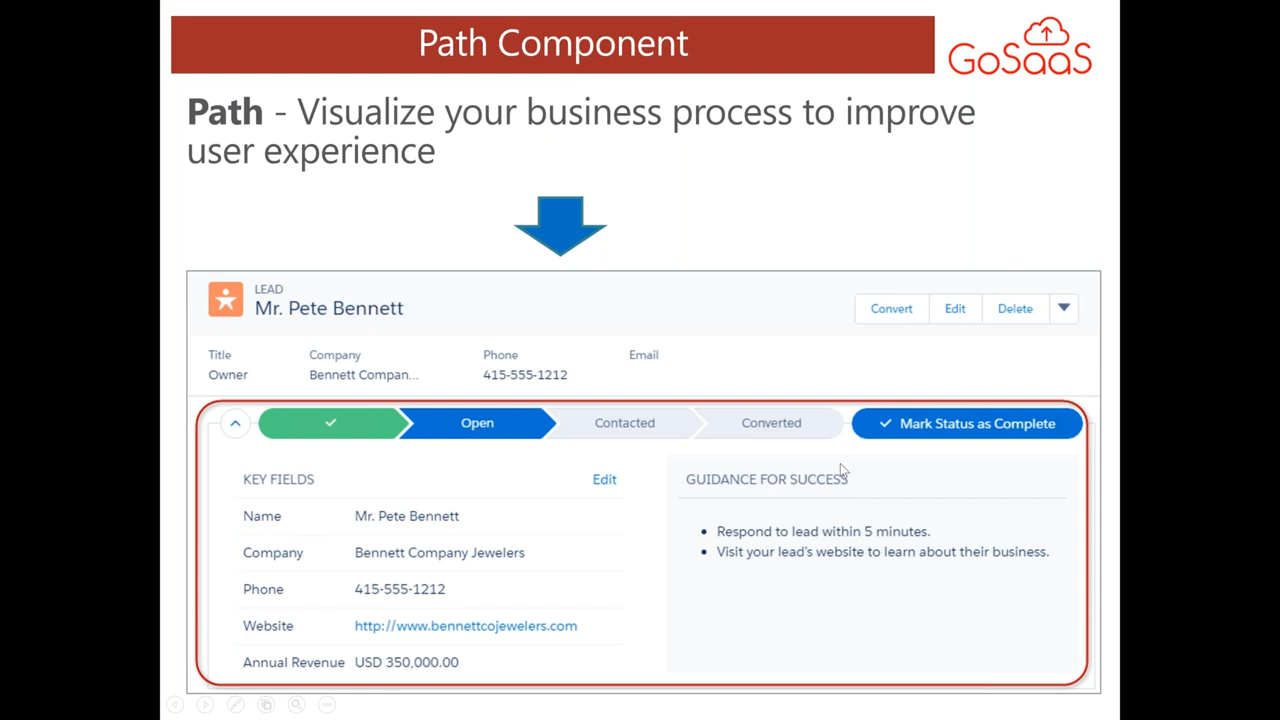 Path Component
GoSaaS
Path - Visualize your business process to improve
user experience
LEAD
Mr. Pete Bennett
Convert
Edit
Delete
Title
Company
Phone
Email
Owner
Bennett Compan...
415-555-1212
Open
Contacted
Converted
Mark Status as Complete
KEY FIELDS
Edit
Name Mr. Pete Bennett
Company Bennett Company Jewelers
Phone 415-555-1212
Website http://www.bennettcojewelers.com
Annual Revenue USD 350,000.00
GUIDANCE FOR SUCCESS
• Respond to lead within 5 minutes.
• Visit your lead's website to learn about their business.